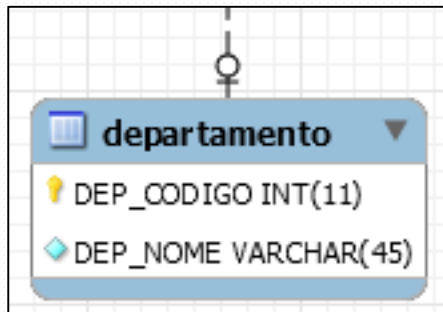 departamento
DEP_CODIGO INT(11)
DEP_NOME VARCHAR(45)